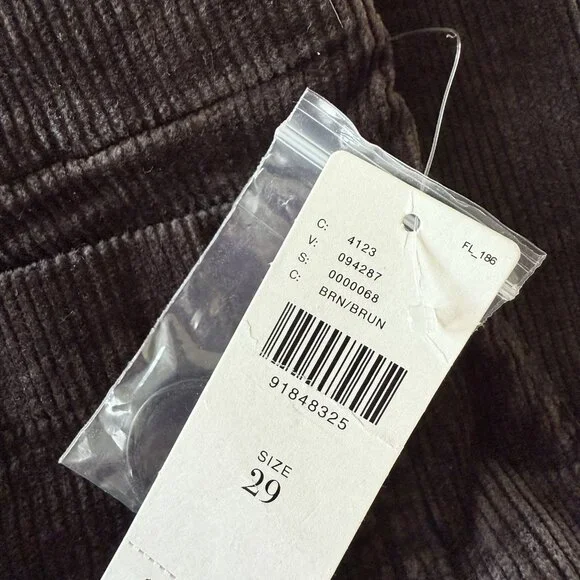 FL_186
C: 4123
V: 094287
S: 0000068
C: BRN/BRUN
91848325
SIZE
29